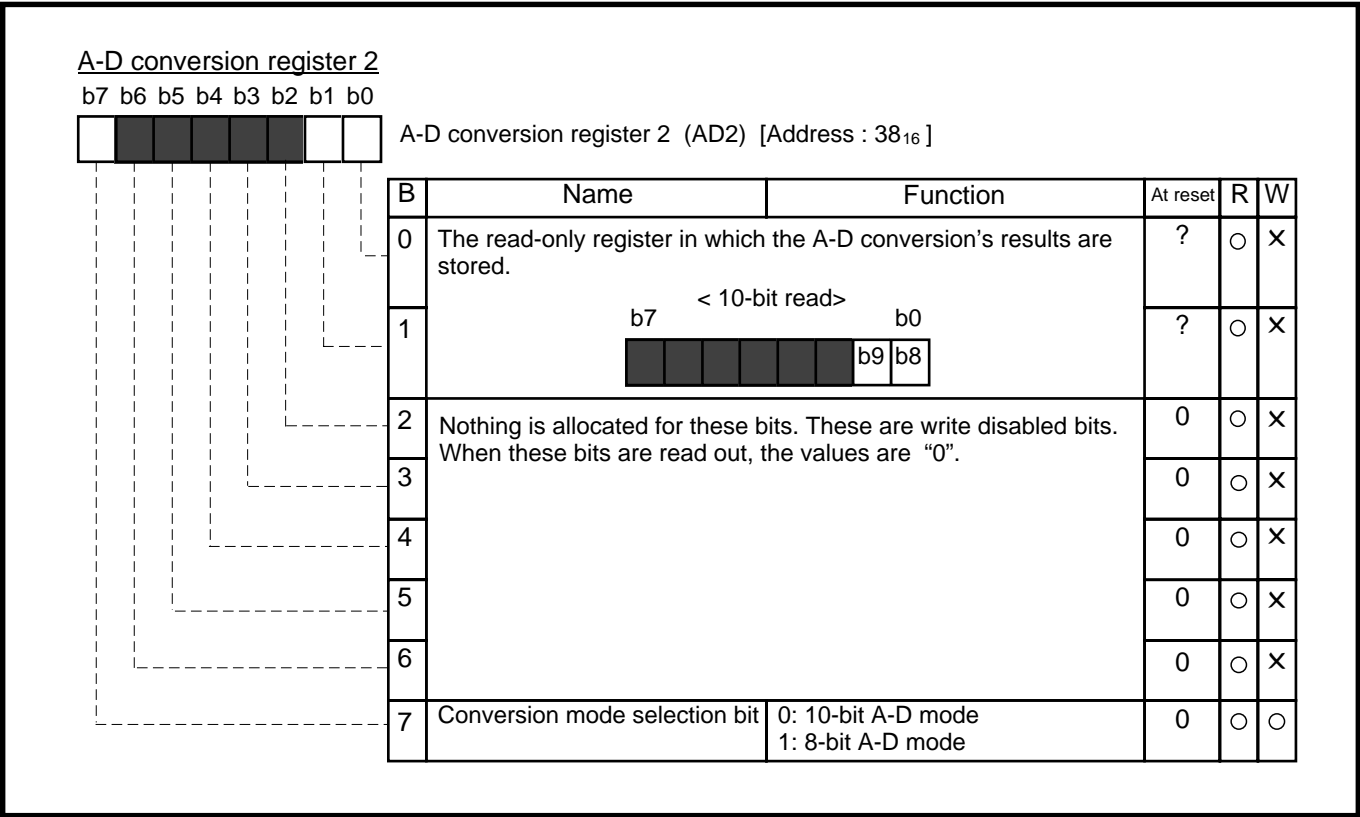 A-D conversion register 2
b7 b6 b5 b4 b3 b2 b1 b0
A-D conversion register 2 (AD2) [Address : 38₁₆ ]
B Name Function At reset R W
0 The read-only register in which the A-D conversion's results are ? ○ ×
stored.
< 10-bit read>
b7 b0
1 ? ○ ×
b9 b8
2 Nothing is allocated for these bits. These are write disabled bits. 0 ○ ×
When these bits are read out, the values are “0”.
3 0 ○ ×
4 0 ○ ×
5 0 ○ ×
6 0 ○ ×
7 Conversion mode selection bit 0: 10-bit A-D mode 0 ○ ○
1: 8-bit A-D mode